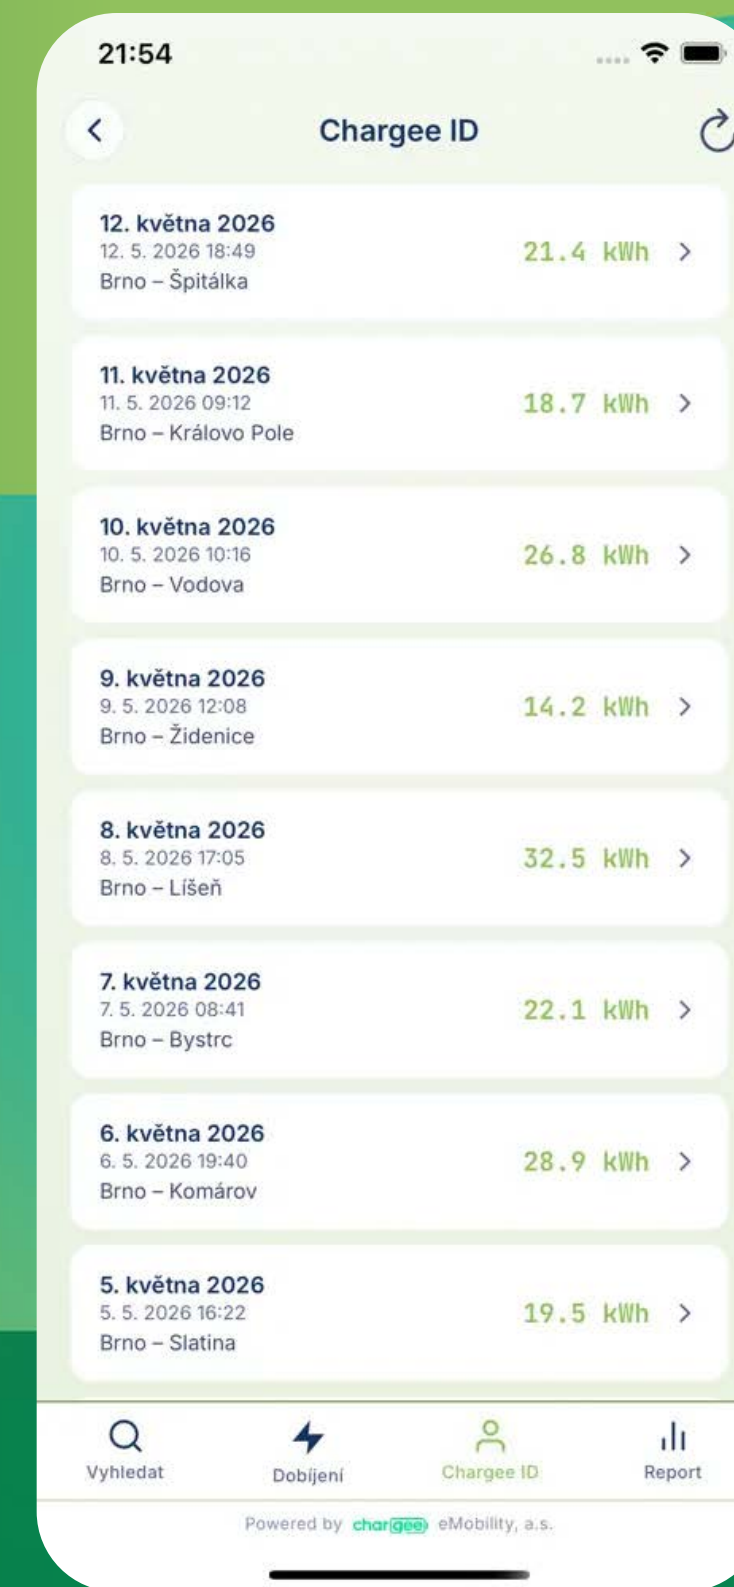 21:54
Chargee ID
12. května 2026
12. 5. 2026 18:49
Brno – Špitálka
21.4 kWh
11. května 2026
11. 5. 2026 09:12
Brno – Královo Pole
18.7 kWh
10. května 2026
10. 5. 2026 10:16
Brno – Vodova
26.8 kWh
9. května 2026
9. 5. 2026 12:08
Brno – Židenice
14.2 kWh
8. května 2026
8. 5. 2026 17:05
Brno – Líšeň
32.5 kWh
7. května 2026
7. 5. 2026 08:41
Brno – Bystrc
22.1 kWh
6. května 2026
6. 5. 2026 19:40
Brno – Komárov
28.9 kWh
5. května 2026
5. 5. 2026 16:22
Brno – Slatina
19.5 kWh
Vyhledat
Dobíjení
Chargee ID
Report
Powered by chargee eMobility, a.s.